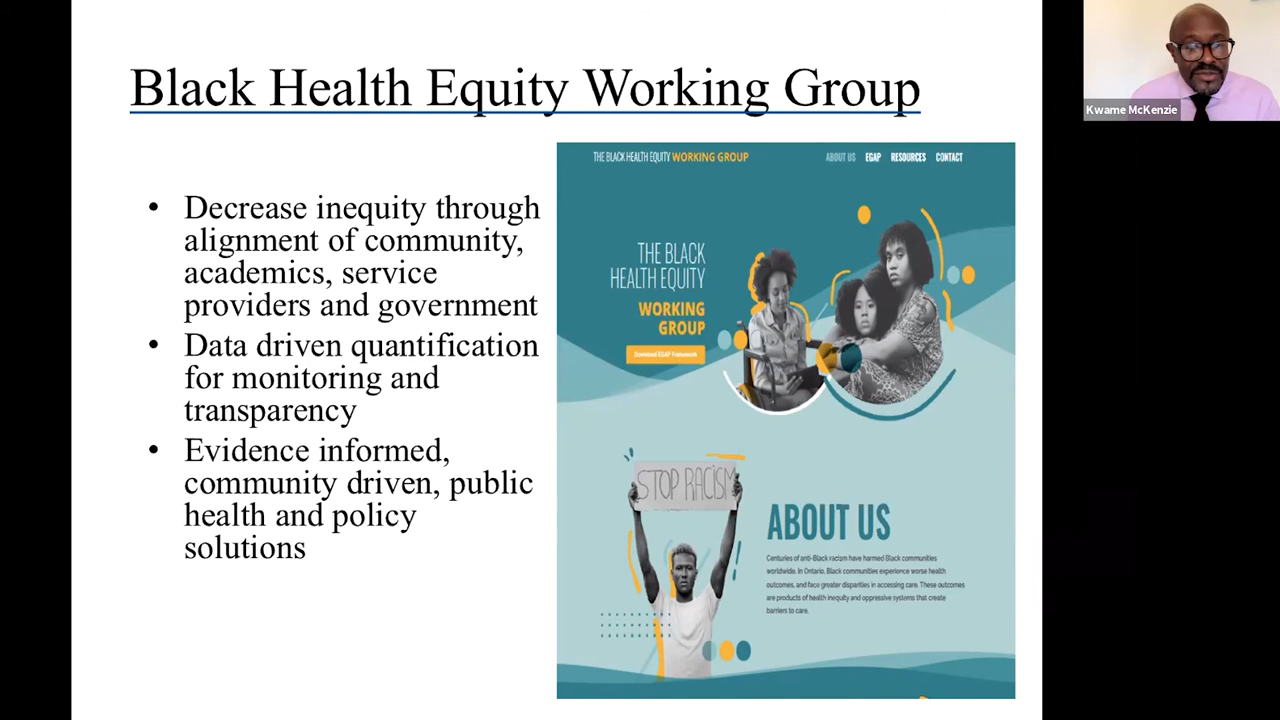 Black Health Equity Working Group
Kwame McKenzie
• Decrease inequity through
alignment of community,
academics, service
providers and government
• Data driven quantification
for monitoring and
transparency
• Evidence informed,
community driven, public
health and policy
solutions
THE BLACK HEALTH EQUITY WORKING GROUP
ABOUT US EGAP RESOURCES CONTACT
THE BLACK
HEALTH EQUITY
WORKING
GROUP
Download EGAP Framework
STOP RACISM
ABOUT US
Centuries of anti-Black racism have harmed Black communities
worldwide. In Ontario, Black communities experience worse health
outcomes, and face greater disparities in accessing care. These outcomes
are products of health inequity and oppressive systems that create
barriers to care.